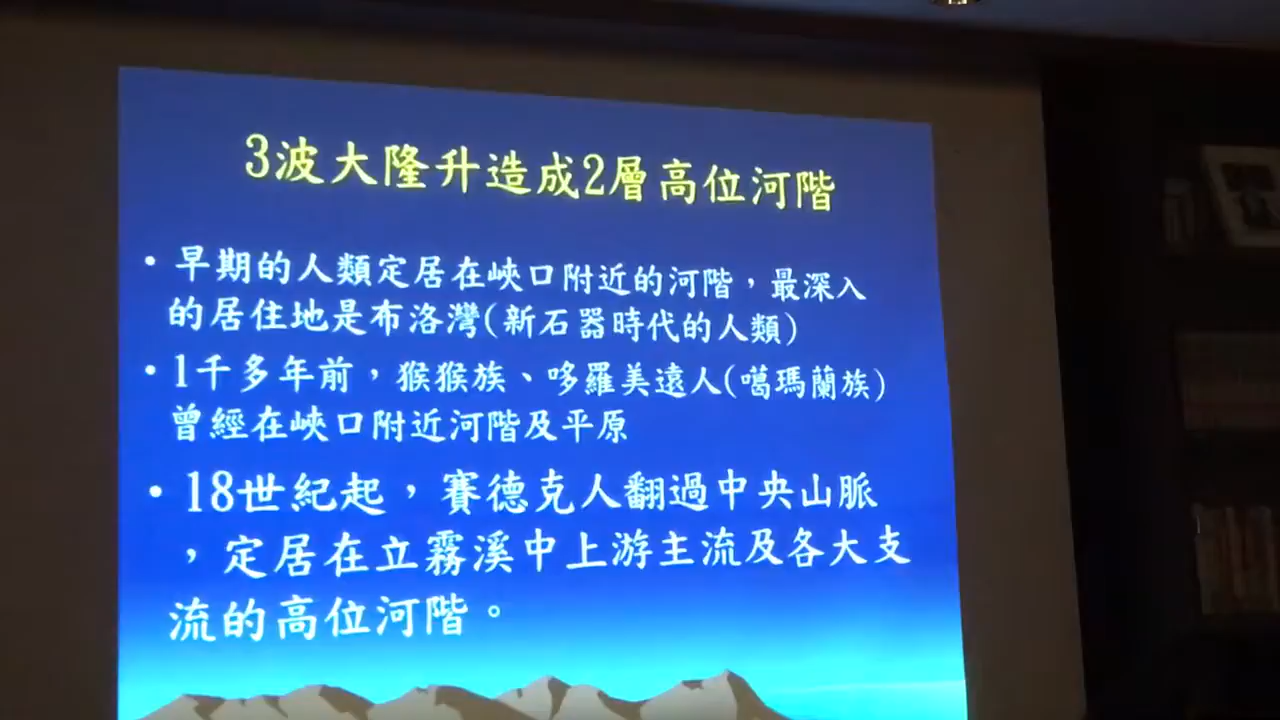 3波大隆升造成2層高位河階
•早期的人類定居在峽口附近的河階，最深入
的居住地是布洛灣(新石器時代的人類)
•1千多年前，猴猴族、哆羅美遠人(噶瑪蘭族)
曾經在峽口附近河階及平原
•18世紀起，賽德克人翻過中央山脈
，定居在立霧溪中上游主流及各大支
流的高位河階。